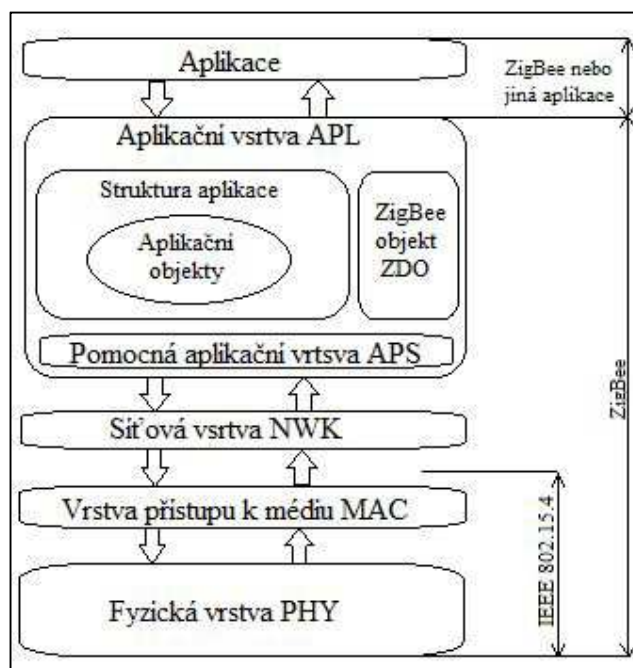 Aplikace
ZigBee nebo
jiná aplikace
Aplikační vsrtva APL
Struktura aplikace
Aplikační
objekty
ZigBee
objekt
ZDO
Pomocná aplikační vrtsva APS
Síťová vsrtva NWK
Vrstva přístupu k médiu MAC
Fyzická vrstva PHY
IEEE 802.15.4
ZigBee